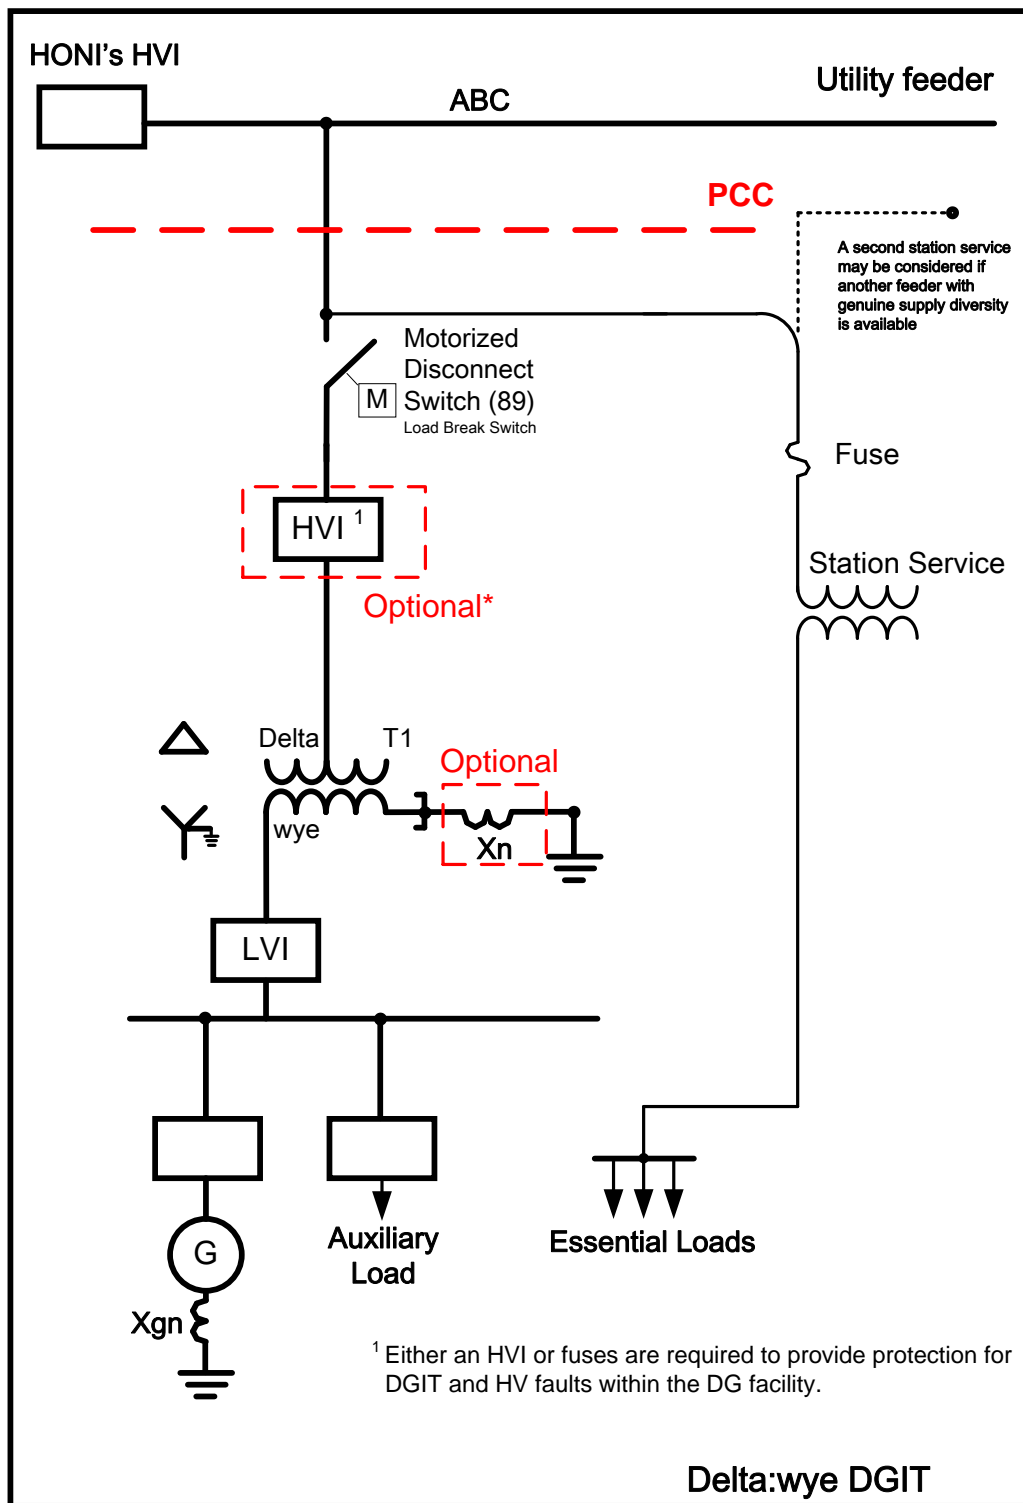 HONI's HVI
Utility feeder
ABC
PCC
A second station service
may be considered if
another feeder with
genuine supply diversity
is available
Motorized
Disconnect
Switch (89)
Load Break Switch
M
Fuse
HVI 1
Optional*
Station Service
Delta
T1
Optional
wye
Xn
LVI
G
Auxiliary
Load
Essential Loads
Xgn
1 Either an HVI or fuses are required to provide protection for
DGIT and HV faults within the DG facility.
Delta:wye DGIT